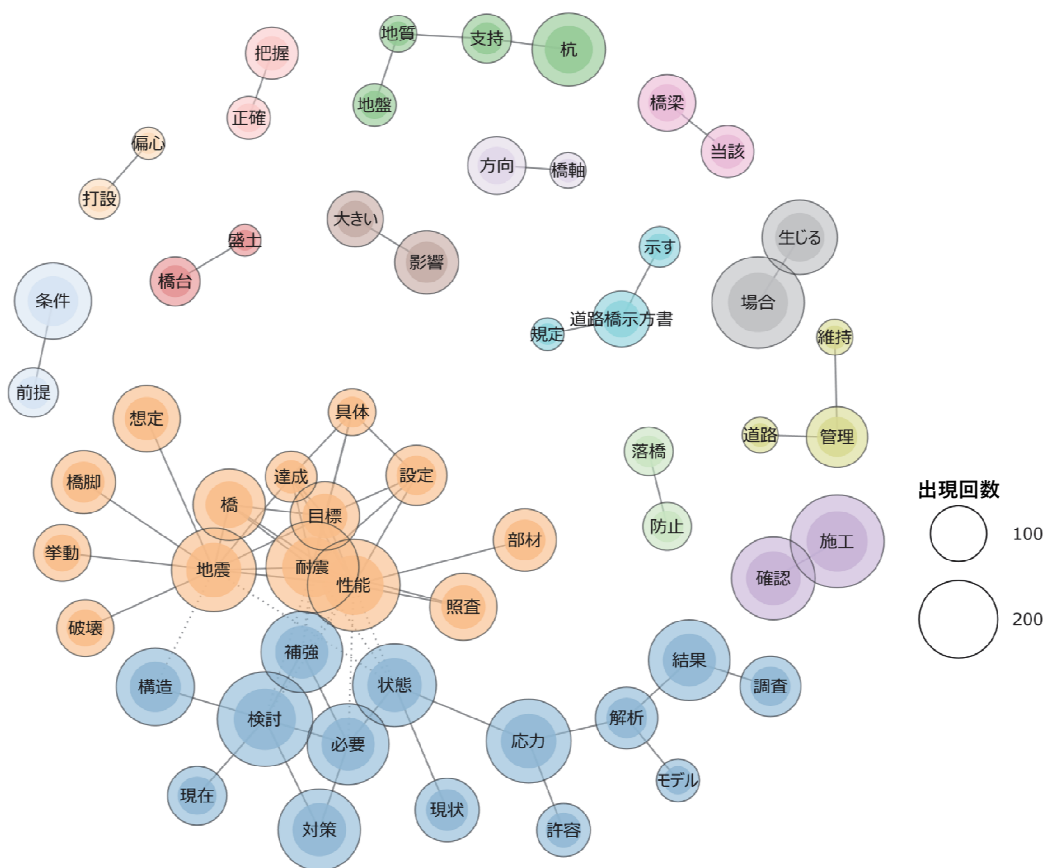 地質
支持
杭
把握
地盤
橋梁
正確
偏心
当該
方向
橋軸
打設
大きい
盛土
生じる
示す
影響
橋台
条件
場合
道路橋示方書
規定
維持
前提
具体
想定
道路
管理
落橋
達成
設定
橋脚
橋
目標
出現回数
防止
100
部材
施工
挙動
地震
耐震
確認
性能
照査
200
破壊
補強
結果
構造
状態
調査
検討
解析
必要
応力
モデル
現在
現状
対策
許容